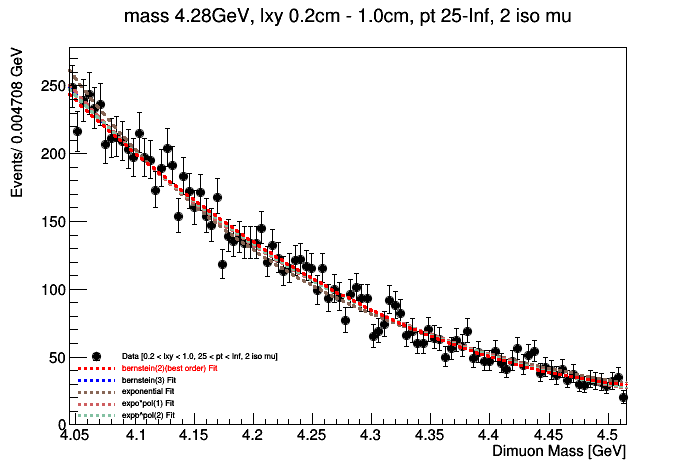 mass 4.28GeV, lxy 0.2cm - 1.0cm, pt 25-Inf, 2 iso mu
Events/ 0.004708 GeV
250
200
150
100
50
0
Data [0.2 < lxy < 1.0, 25 < pt < Inf, 2 iso mu]
bernstein(2)(best order) Fit
bernstein(3) Fit
exponential Fit
expo*pol(1) Fit
expo*pol(2) Fit
4.05 4.1 4.15 4.2 4.25 4.3 4.35 4.4 4.45 4.5
Dimuon Mass [GeV]